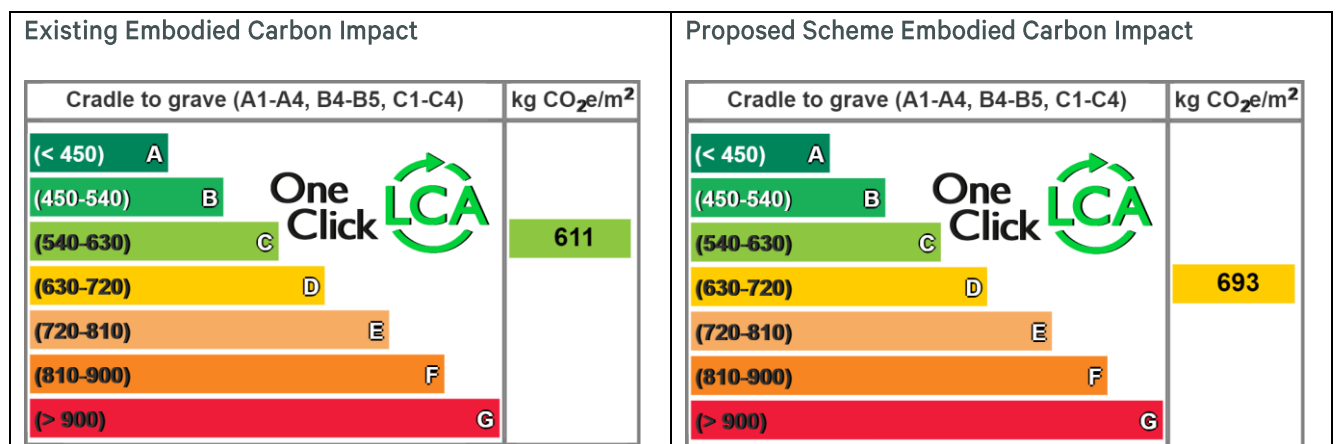 Existing Embodied Carbon Impact
Cradle to grave (A1-A4, B4-B5, C1-C4) kg CO₂e/m²
(< 450) A
(450-540) B
(540-630) C
(630-720) D
(720-810) E
(810-900) F
(> 900) G
One
Click
LCA
611
Proposed Scheme Embodied Carbon Impact
Cradle to grave (A1-A4, B4-B5, C1-C4) kg CO₂e/m²
(< 450) A
(450-540) B
(540-630) C
(630-720) D
(720-810) E
(810-900) F
(> 900) G
One
Click
LCA
693